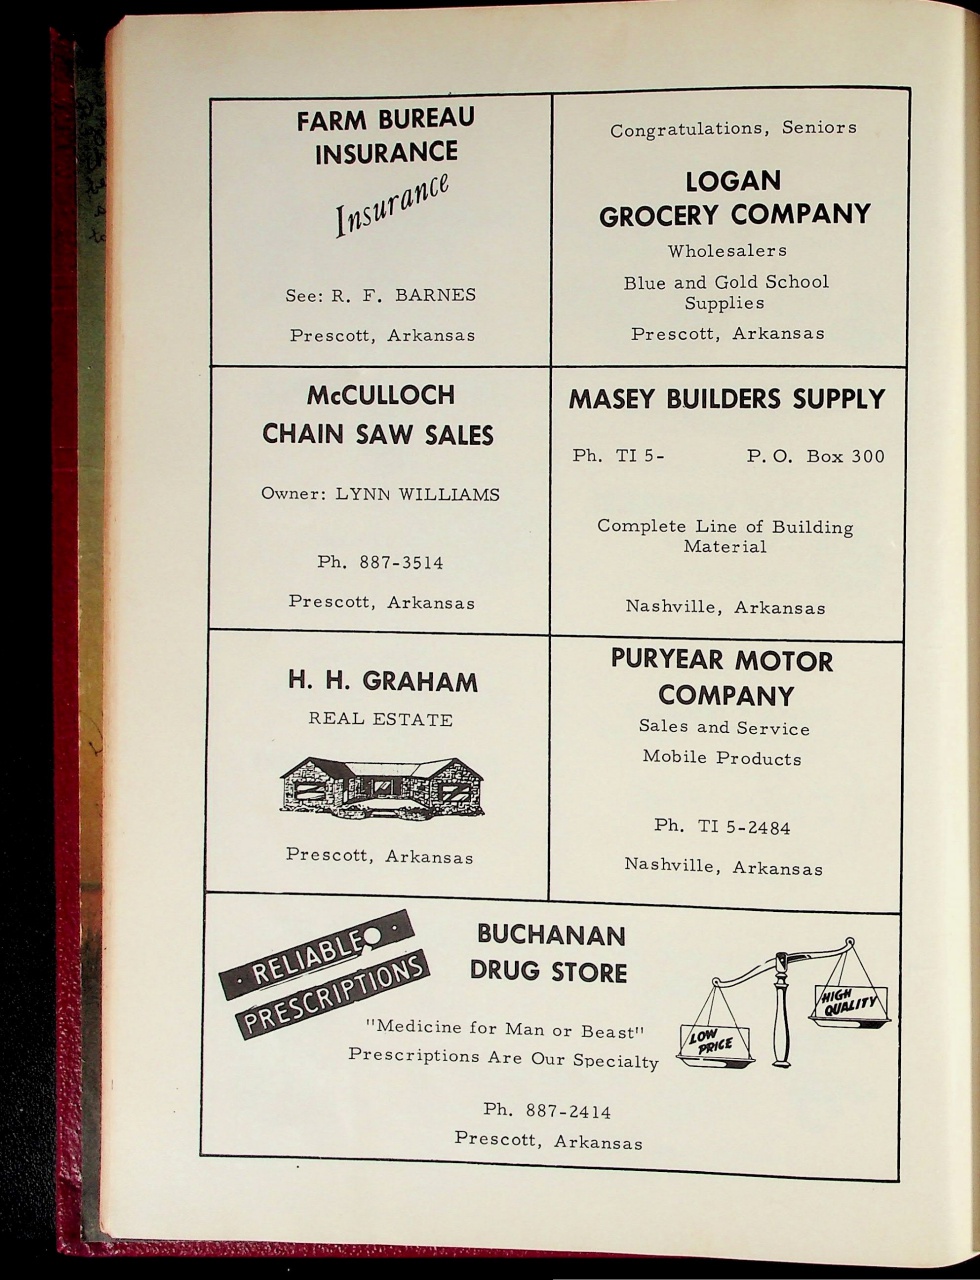 FARM BUREAU
INSURANCE
Insurance
See: R. F. BARNES
Prescott, Arkansas
Congratulations, Seniors
LOGAN
GROCERY COMPANY
Wholesalers
Blue and Gold School
Supplies
Prescott, Arkansas
McCULLOCH
CHAIN SAW SALES
Owner: LYNN WILLIAMS
Ph. 887-3514
Prescott, Arkansas
MASEY BUILDERS SUPPLY
Ph. TI 5- P. O. Box 300
Complete Line of Building
Material
Nashville, Arkansas
H. H. GRAHAM
REAL ESTATE
Prescott, Arkansas
PURYEAR MOTOR
COMPANY
Sales and Service
Mobile Products
Ph. TI 5-2484
Nashville, Arkansas
RELIABLE
PRESCRIPTIONS
BUCHANAN
DRUG STORE
"Medicine for Man or Beast"
Prescriptions Are Our Specialty
Ph. 887-2414
Prescott, Arkansas
LOW
PRICE
HIGH
QUALITY